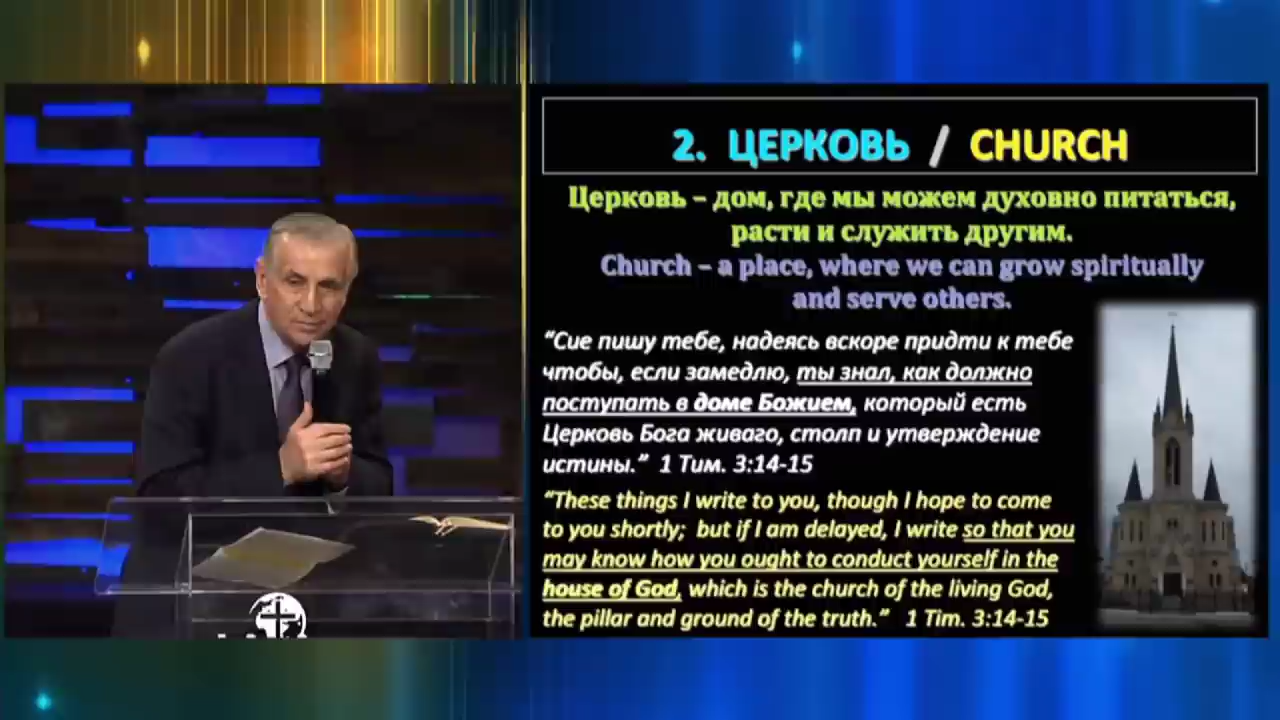 2. ЦЕРКОВЬ / CHURCH
Церковь – дом, где мы можем духовно питаться,
расти и служить другим.
Church – a place, where we can grow spiritually
and serve others.
“Сие пишу тебе, надеясь вскоре придти к тебе
чтобы, если замедлю, ты знал, как должно
поступать в доме Божием, который есть
Церковь Бога живаго, столп и утверждение
истины.” 1 Тим. 3:14-15
“These things I write to you, though I hope to come
to you shortly; but if I am delayed, I write so that you
may know how you ought to conduct yourself in the
house of God, which is the church of the living God,
the pillar and ground of the truth.” 1 Tim. 3:14-15